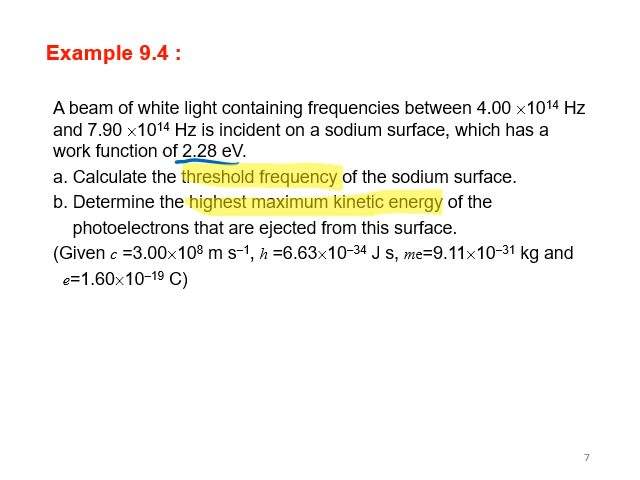 Example 9.4 :
A beam of white light containing frequencies between 4.00 ×10¹⁴ Hz
and 7.90 ×10¹⁴ Hz is incident on a sodium surface, which has a
work function of 2.28 eV.
a. Calculate the threshold frequency of the sodium surface.
b. Determine the highest maximum kinetic energy of the
photoelectrons that are ejected from this surface.
(Given c =3.00×10⁸ m s⁻¹, h =6.63×10⁻³⁴ J s, me=9.11×10⁻³¹ kg and
e=1.60×10⁻¹⁹ C)
7